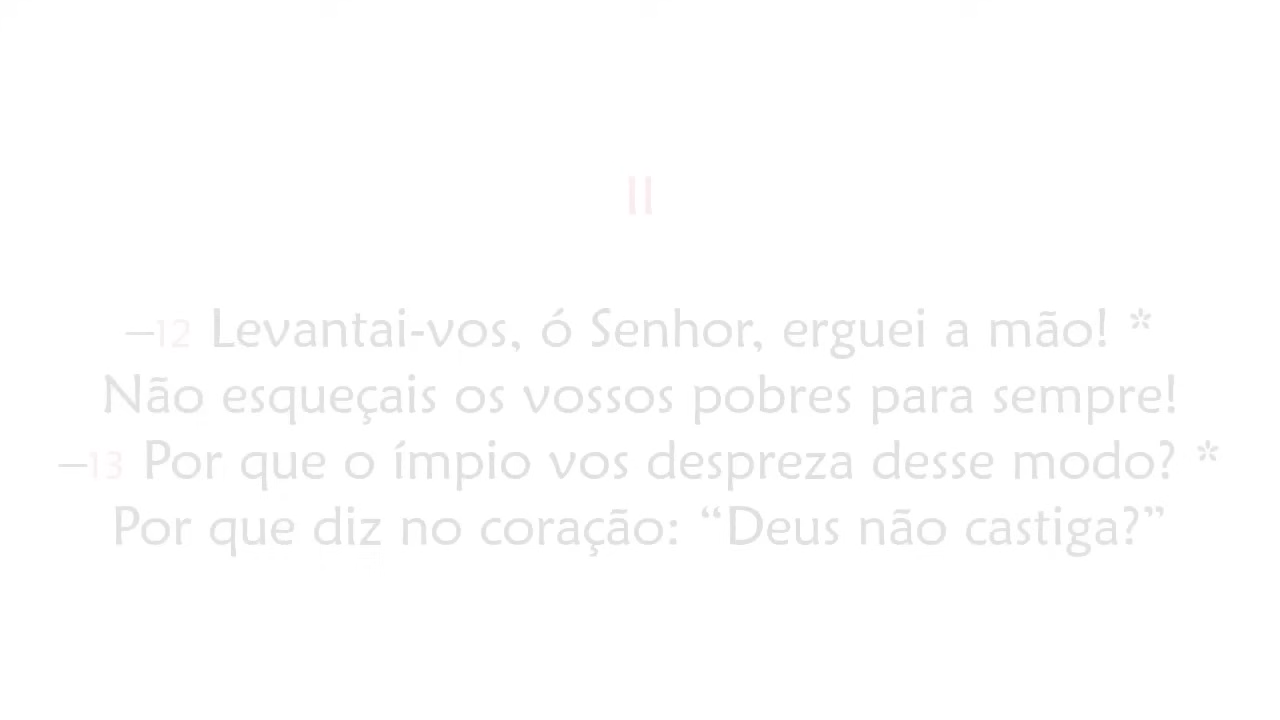 II
–12 Levantai-vos, ó Senhor, erguei a mão! *
Não esqueçais os vossos pobres para sempre!
–13 Por que o ímpio vos despreza desse modo? *
Por que diz no coração: “Deus não castiga?”